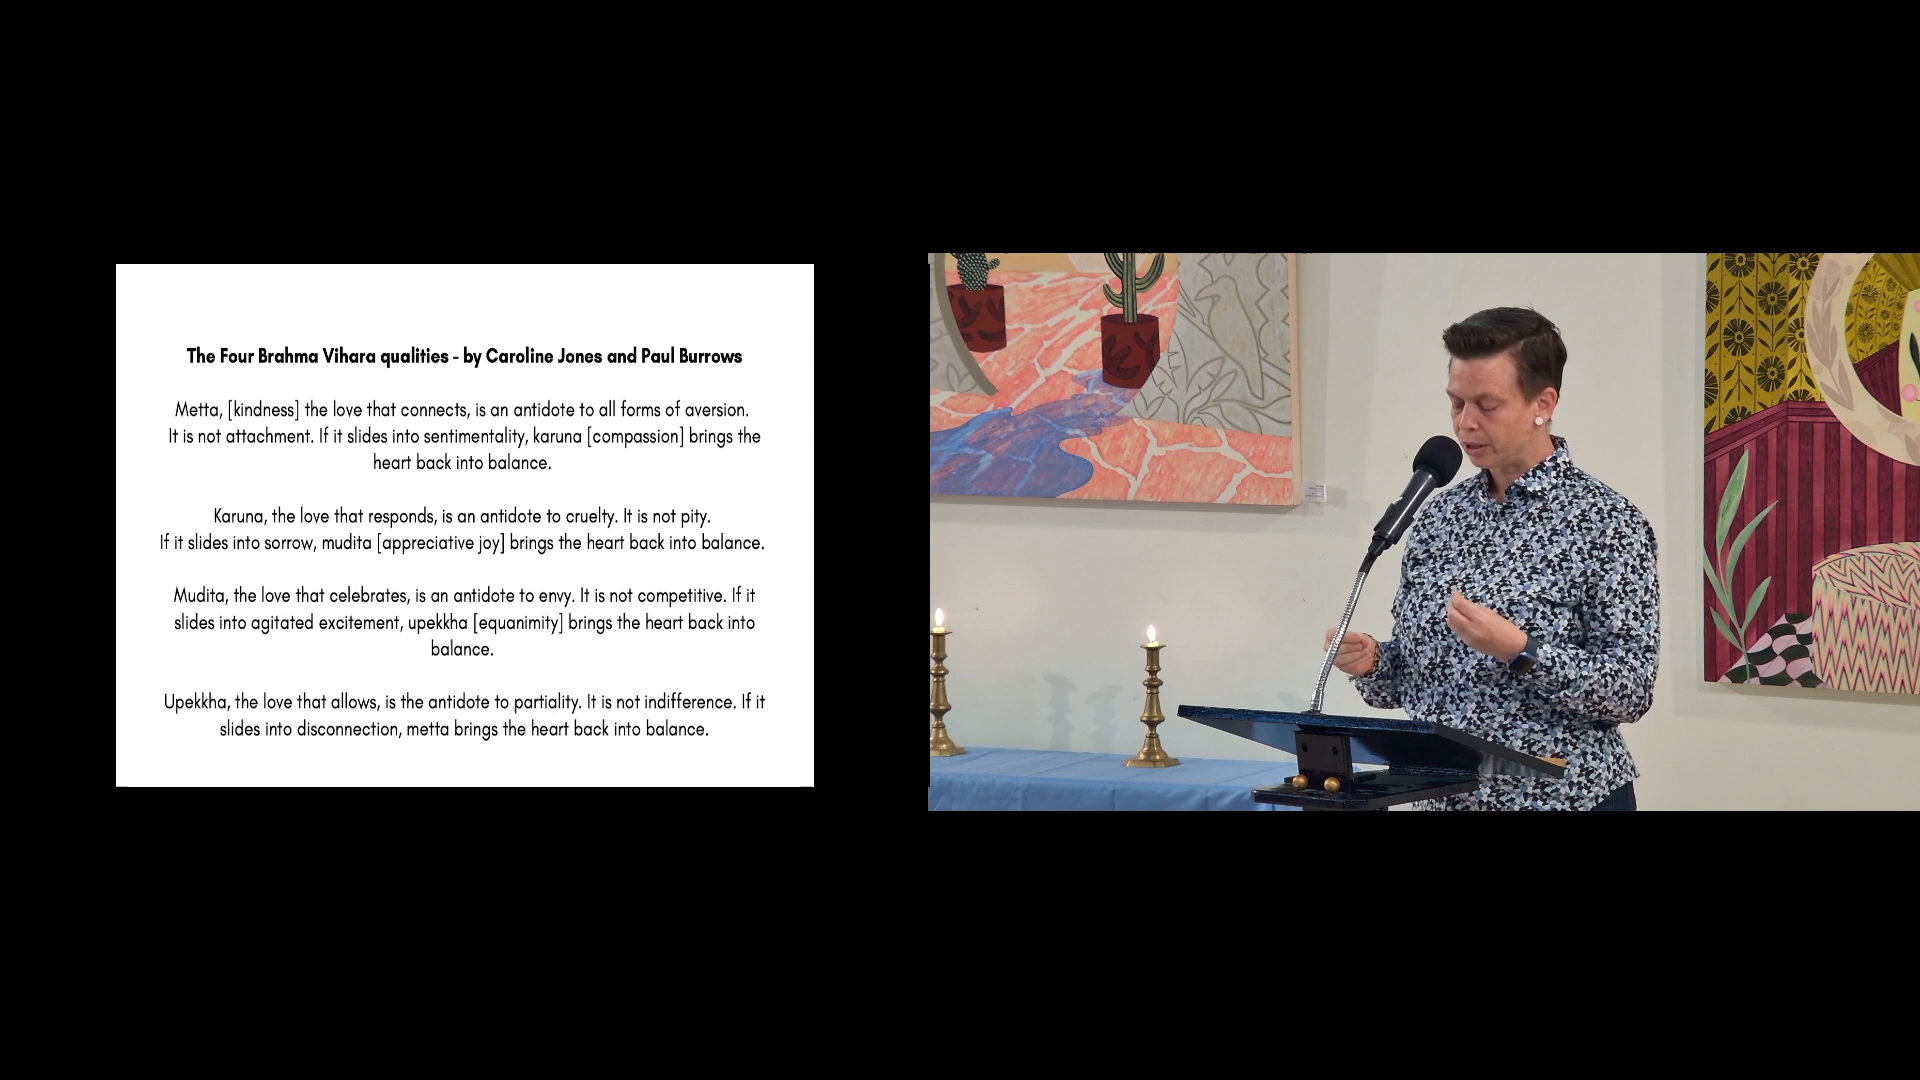 The Four Brahma Vihara qualities - by Caroline Jones and Paul Burrows
Metta, [kindness] the love that connects, is an antidote to all forms of aversion.
It is not attachment. If it slides into sentimentality, karuna [compassion] brings the
heart back into balance.
Karuna, the love that responds, is an antidote to cruelty. It is not pity.
If it slides into sorrow, mudita [appreciative joy] brings the heart back into balance.
Mudita, the love that celebrates, is an antidote to envy. It is not competitive. If it
slides into agitated excitement, upekkha [equanimity] brings the heart back into
balance.
Upekkha, the love that allows, is the antidote to partiality. It is not indifference. If it
slides into disconnection, metta brings the heart back into balance.